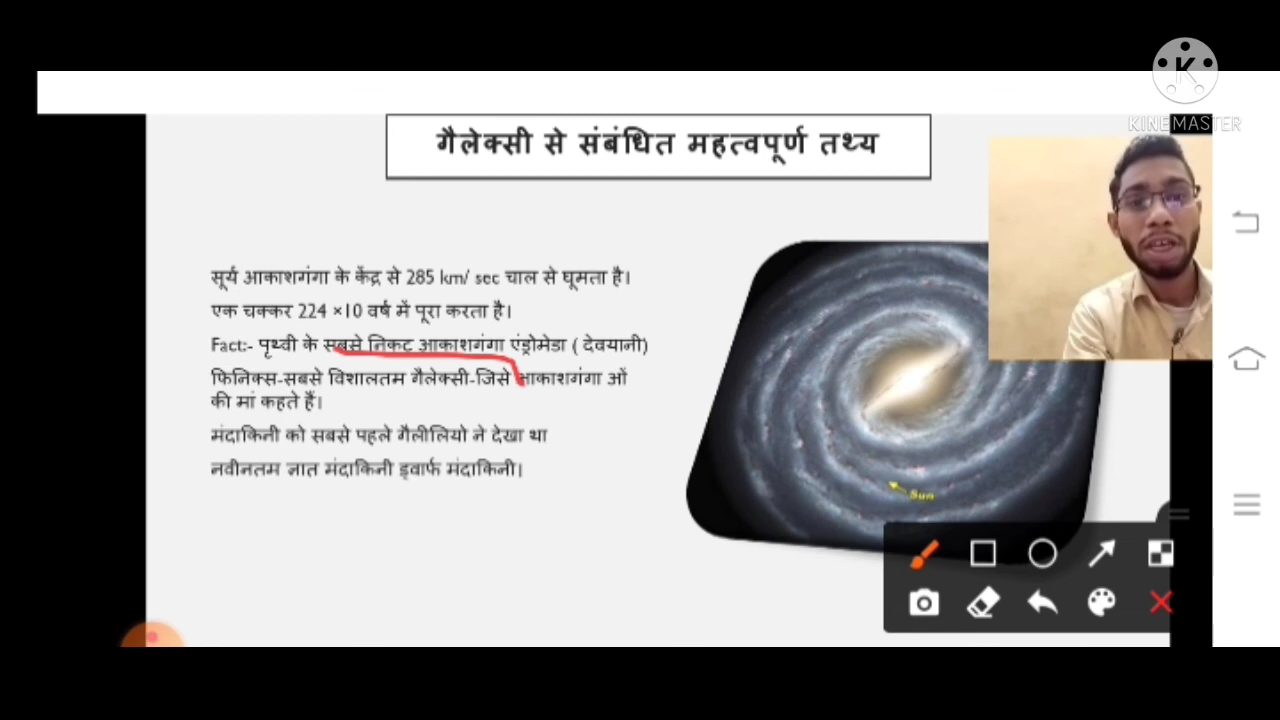 KINEMASTER
गैलेक्सी से संबंधित महत्वपूर्ण तथ्य
सूर्य आकाशगंगा के केंद्र से 285 km/ sec चाल से घूमता है।
एक चक्कर 224 ×10 वर्ष में पूरा करता है।
Fact:- पृथ्वी के सबसे निकट आकाशगंगा एंड्रोमेडा ( देवयानी)
फिनिक्स-सबसे विशालतम गैलेक्सी-जिसे आकाशगंगा ओं
की मां कहते हैं।
मंदाकिनी को सबसे पहले गैलीलियो ने देखा था
नवीनतम ज्ञात मंदाकिनी ड्वार्फ मंदाकिनी।
Sun